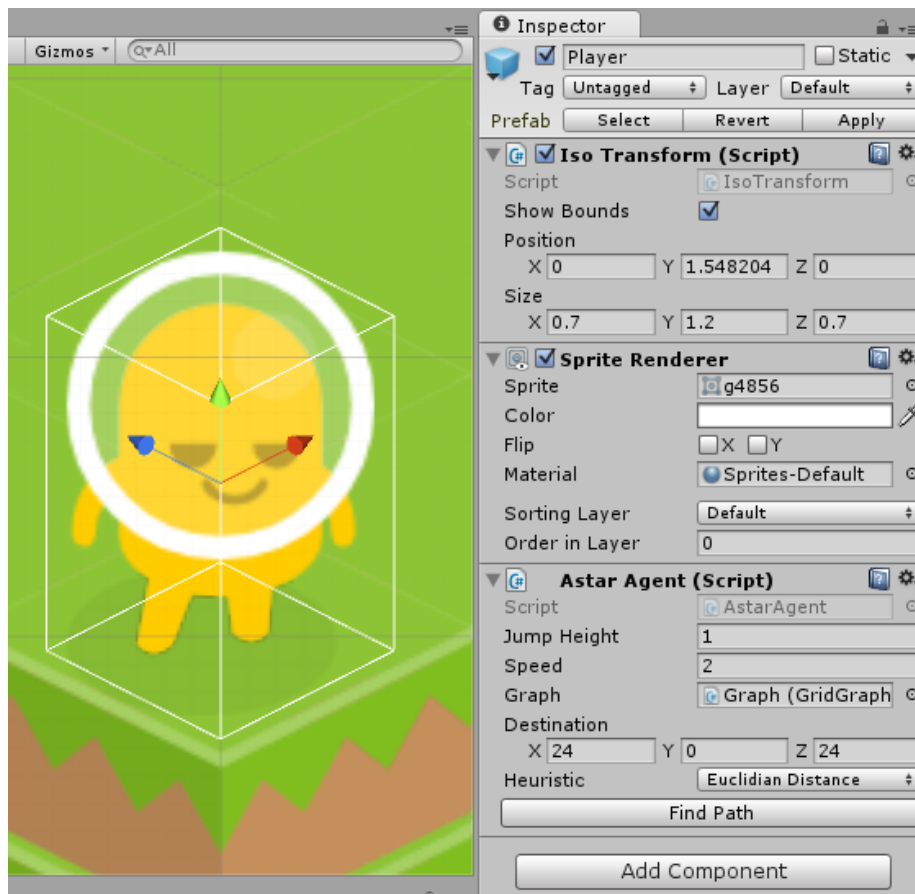 Inspector
Gizmos All
Player Static
Tag Untagged Layer Default
Prefab Select Revert Apply
Iso Transform (Script)
Script IsoTransform
Show Bounds
Position
X 0 Y 1.548204 Z 0
Size
X 0.7 Y 1.2 Z 0.7
Sprite Renderer
Sprite g4856
Color
Flip X Y
Material Sprites-Default
Sorting Layer Default
Order in Layer 0
C# Astar Agent (Script)
Script AstarAgent
Jump Height 1
Speed 2
Graph Graph (GridGraph
Destination
X 24 Y 0 Z 24
Heuristic Euclidian Distance
Find Path
Add Component